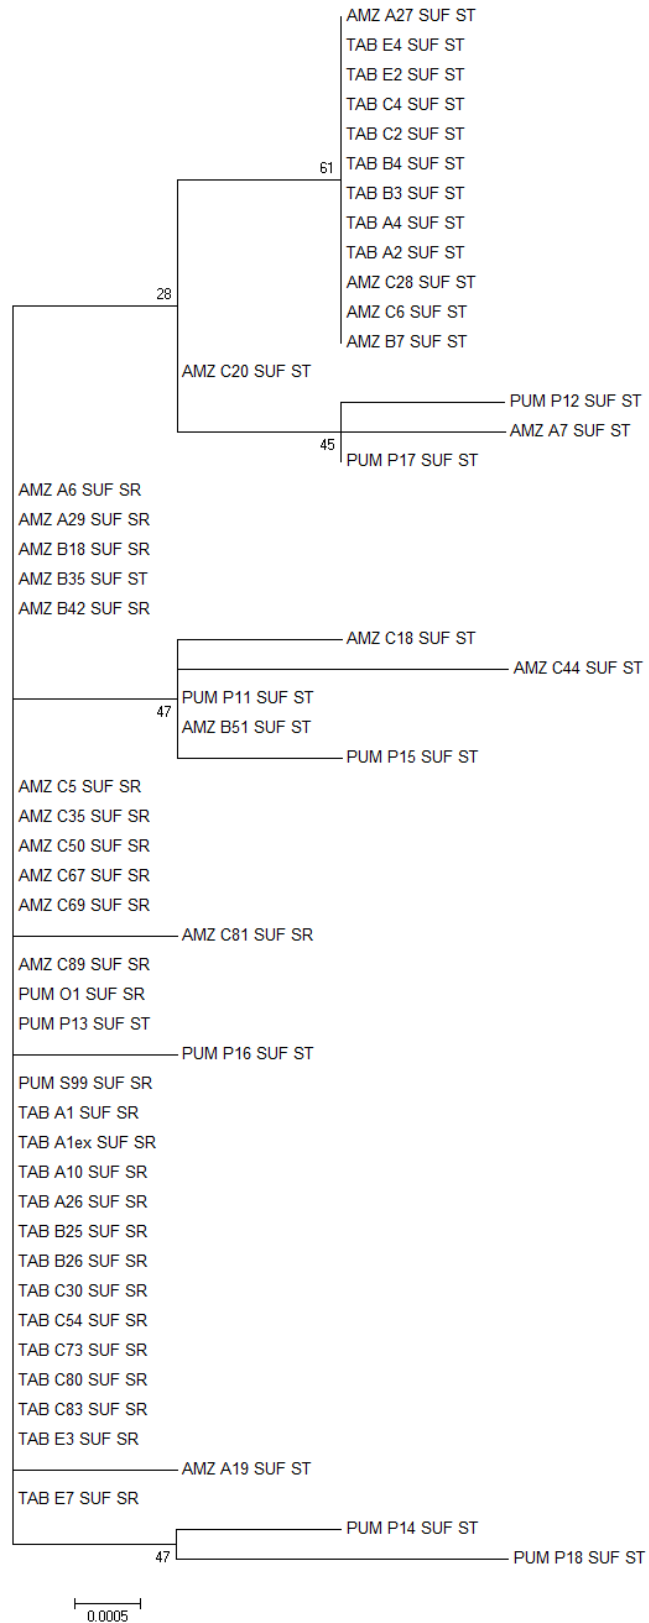 AMZ A27 SUF ST
TAB E4 SUF ST
TAB E2 SUF ST
TAB C4 SUF ST
TAB C2 SUF ST
TAB B4 SUF ST
61
TAB B3 SUF ST
TAB A4 SUF ST
TAB A2 SUF ST
AMZ C28 SUF ST
28
AMZ C6 SUF ST
AMZ B7 SUF ST
AMZ C20 SUF ST
PUM P12 SUF ST
AMZ A7 SUF ST
45
PUM P17 SUF ST
AMZ A6 SUF SR
AMZ A29 SUF SR
AMZ B18 SUF SR
AMZ B35 SUF ST
AMZ B42 SUF SR
AMZ C18 SUF ST
AMZ C44 SUF ST
PUM P11 SUF ST
47
AMZ B51 SUF ST
PUM P15 SUF ST
AMZ C5 SUF SR
AMZ C35 SUF SR
AMZ C50 SUF SR
AMZ C67 SUF SR
AMZ C69 SUF SR
AMZ C81 SUF SR
AMZ C89 SUF SR
PUM O1 SUF SR
PUM P13 SUF ST
PUM P16 SUF ST
PUM S99 SUF SR
TAB A1 SUF SR
TAB A1ex SUF SR
TAB A10 SUF SR
TAB A26 SUF SR
TAB B25 SUF SR
TAB B26 SUF SR
TAB C30 SUF SR
TAB C54 SUF SR
TAB C73 SUF SR
TAB C80 SUF SR
TAB C83 SUF SR
TAB E3 SUF SR
AMZ A19 SUF ST
TAB E7 SUF SR
PUM P14 SUF ST
47
PUM P18 SUF ST
0.0005